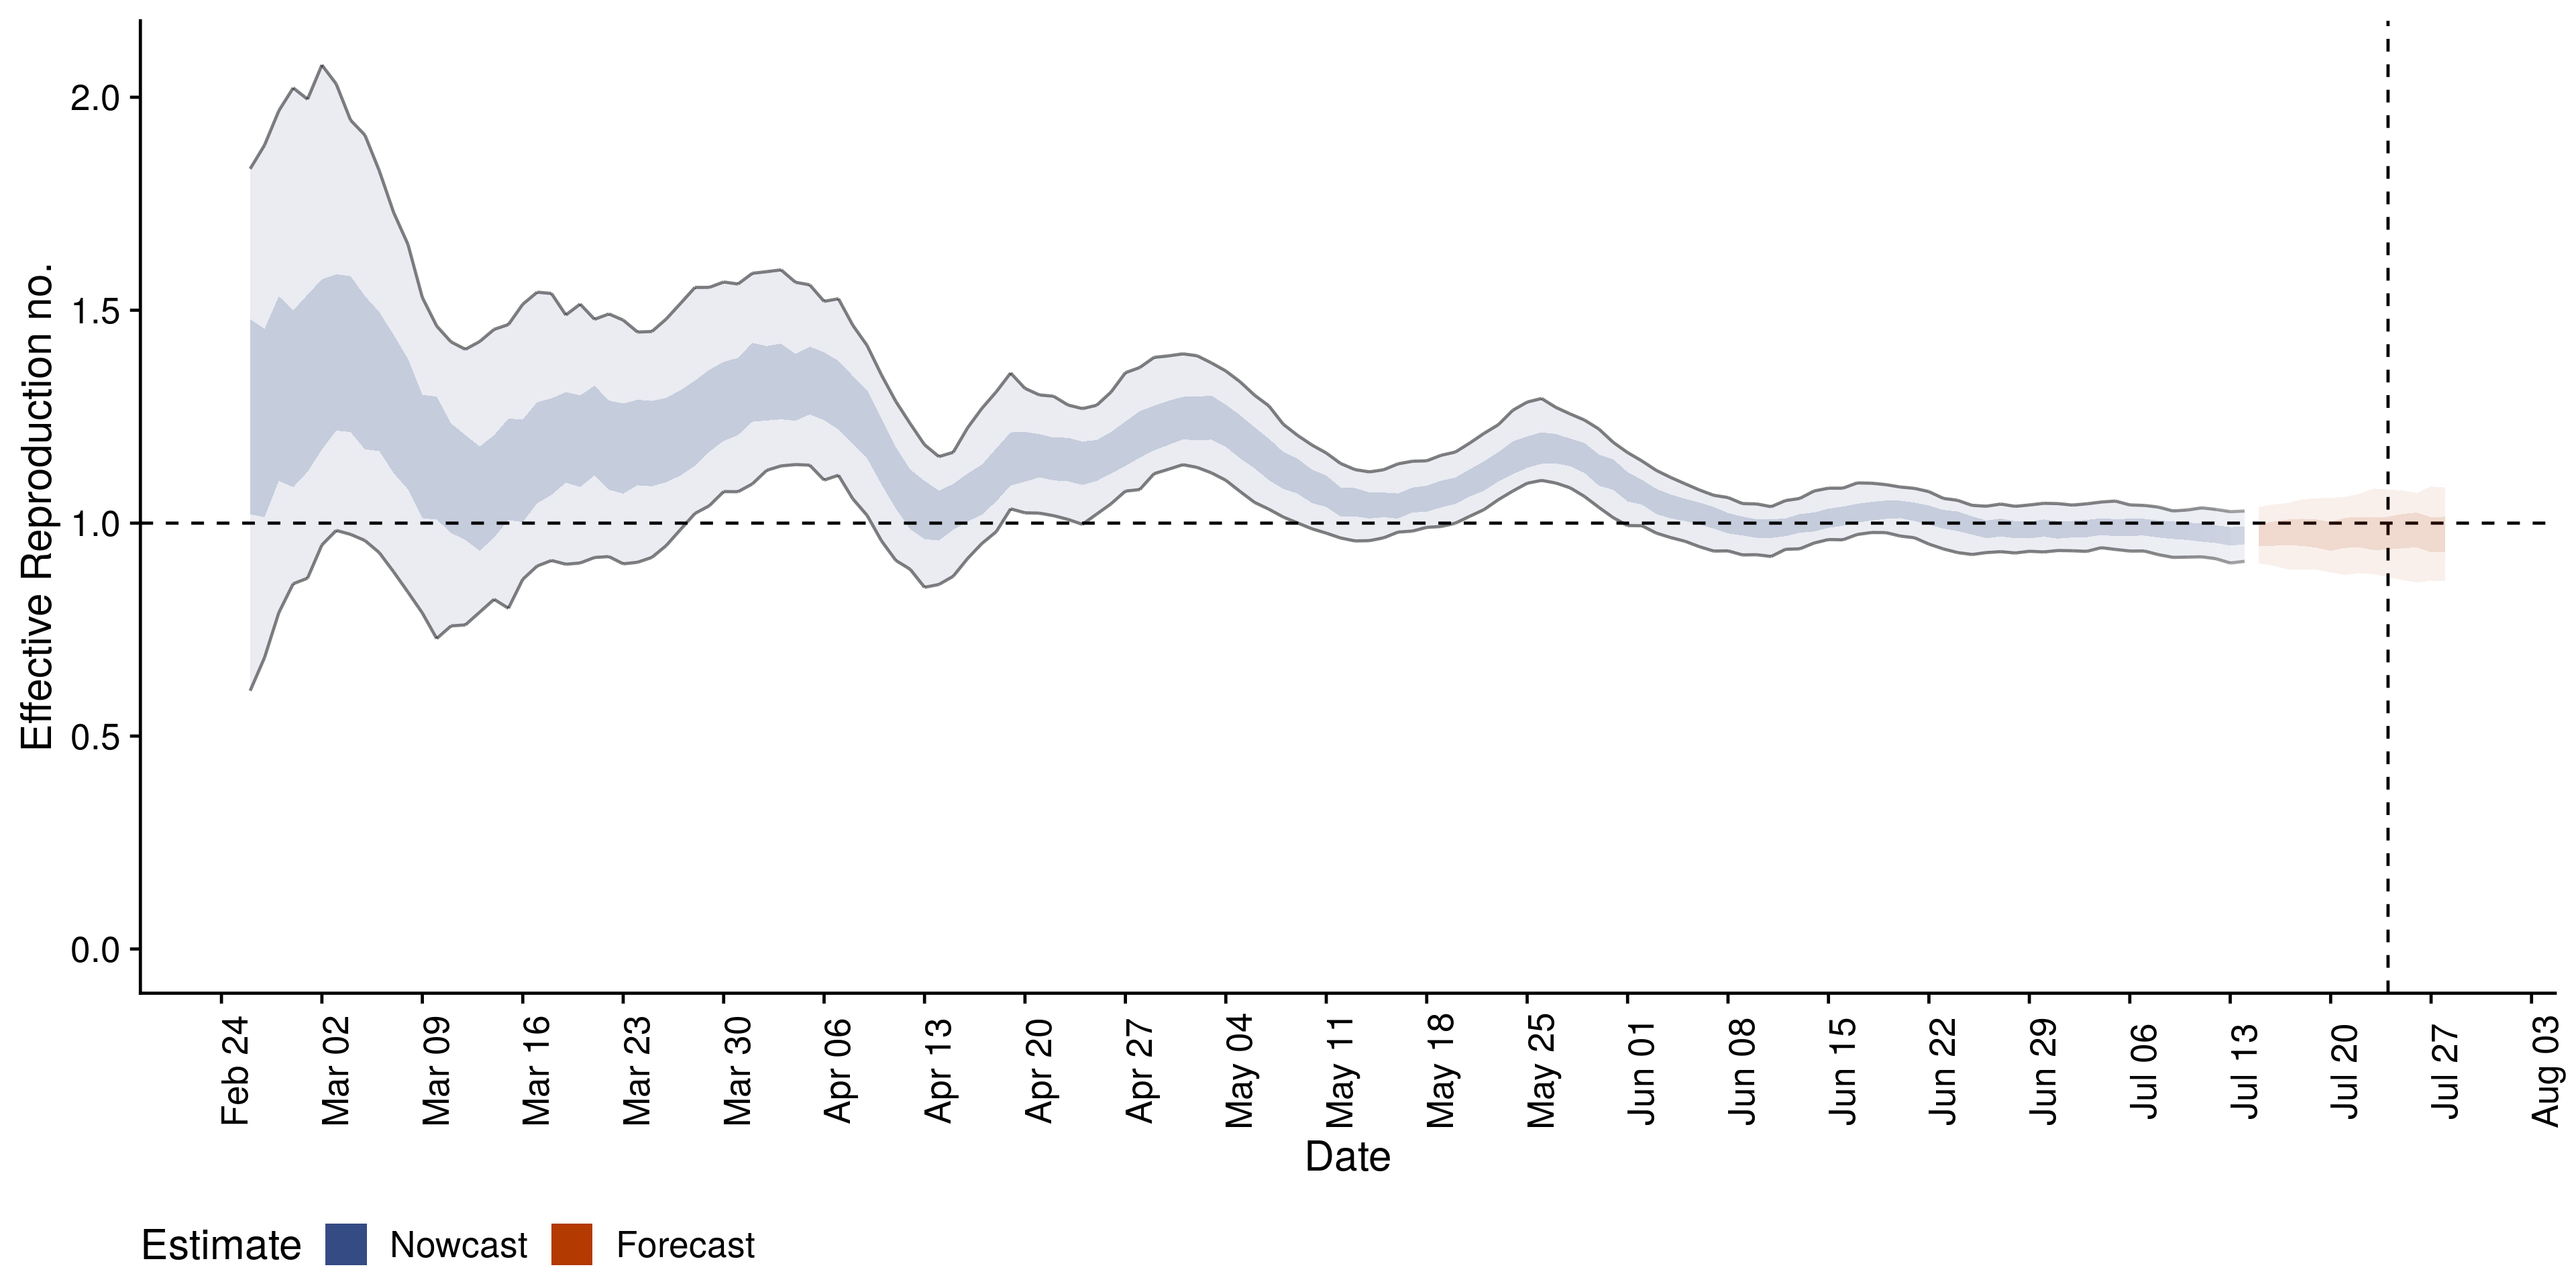 Effective Reproduction no.
2.0
1.5
1.0
0.5
0.0
Feb 24
Mar 02
Mar 09
Mar 16
Mar 23
Mar 30
Apr 06
Apr 13
Apr 20
Apr 27
May 04
May 11
May 18
May 25
Jun 01
Jun 08
Jun 15
Jun 22
Jun 29
Jul 06
Jul 13
Jul 20
Jul 27
Aug 03
Date
Estimate Nowcast Forecast